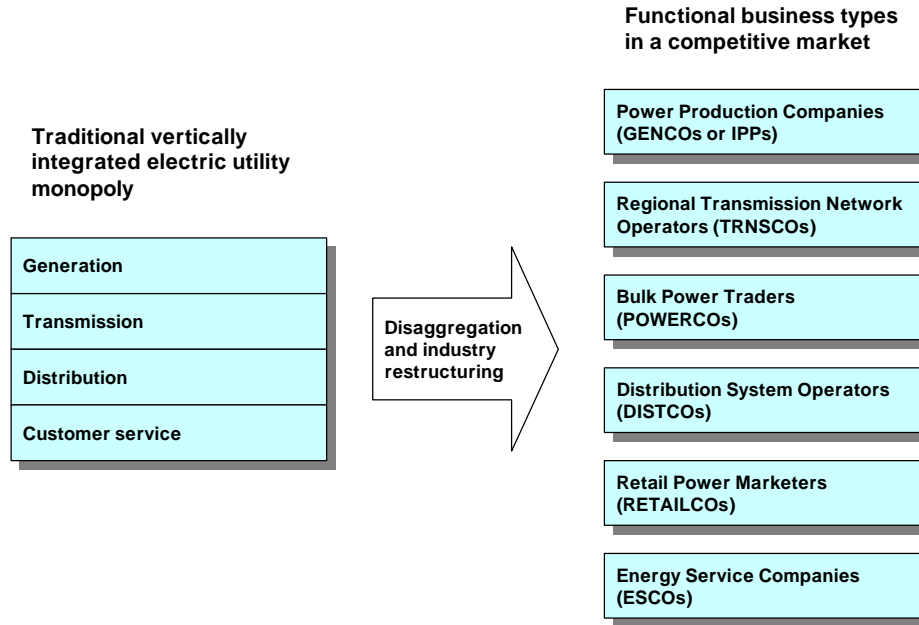 Functional business types
in a competitive market
Traditional vertically
integrated electric utility
monopoly
Generation
Transmission
Distribution
Customer service
Disaggregation
and industry
restructuring
Power Production Companies
(GENCOs or IPPs)
Regional Transmission Network
Operators (TRNSCOs)
Bulk Power Traders
(POWERCOs)
Distribution System Operators
(DISTCOs)
Retail Power Marketers
(RETAILCOs)
Energy Service Companies
(ESCOs)